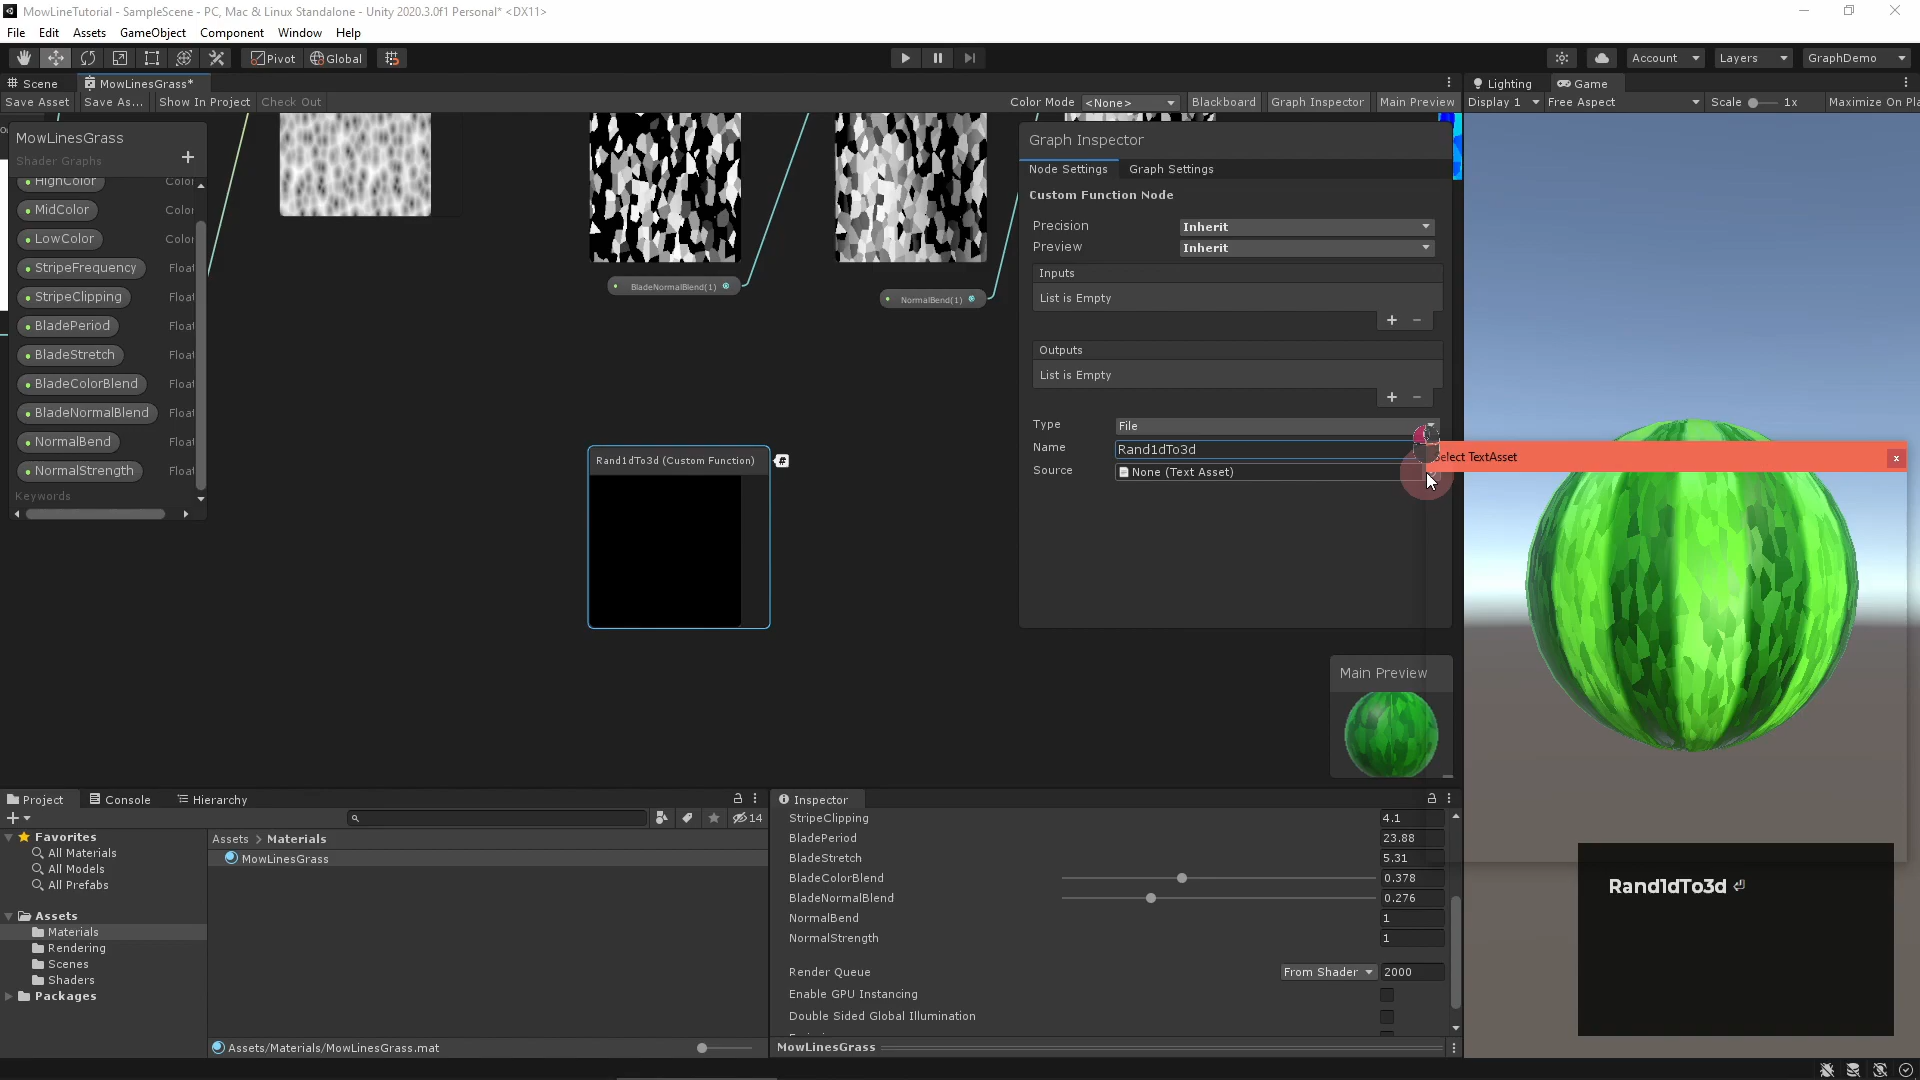 MowLineTutorial - SampleScene - PC, Mac & Linux Standalone - Unity 2020.3.0f1 Personal* <DX11>
File Edit Assets GameObject Component Window Help
Pivot Global
Account Layers GraphDemo
Scene MowLinesGrass*
Lighting Game
Save Asset Save As... Show In Project Check Out
Color Mode <None> Blackboard Graph Inspector Main Preview
Display 1 Free Aspect Scale 1x Maximize On Pla
MowLinesGrass
Shader Graphs
HighColor Color
MidColor Color
LowColor Color
StripeFrequency Float
StripeClipping Float
BladePeriod Float
BladeStretch Float
BladeColorBlend Float
BladeNormalBlend Float
NormalBend Float
NormalStrength Float
Keywords
BladeNormalBlend(1)
NormalBend(1)
Rand1dTo3d (Custom Function)
#
Graph Inspector
Node Settings Graph Settings
Custom Function Node
Precision Inherit
Preview Inherit
Inputs
List is Empty
+ -
Outputs
List is Empty
+ -
Type File
Name Rand1dTo3d
Source None (Text Asset)
Select TextAsset x
Main Preview
Project Console Hierarchy
14
Favorites
All Materials
All Models
All Prefabs
Assets
Materials
Rendering
Scenes
Shaders
Packages
Assets > Materials
MowLinesGrass
Assets/Materials/MowLinesGrass.mat
Inspector
StripeClipping 4.1
BladePeriod 23.88
BladeStretch 5.31
BladeColorBlend 0.378
BladeNormalBlend 0.276
NormalBend 1
NormalStrength 1
Render Queue From Shader 2000
Enable GPU Instancing
Double Sided Global Illumination
MowLinesGrass
Rand1dTo3d ⏎